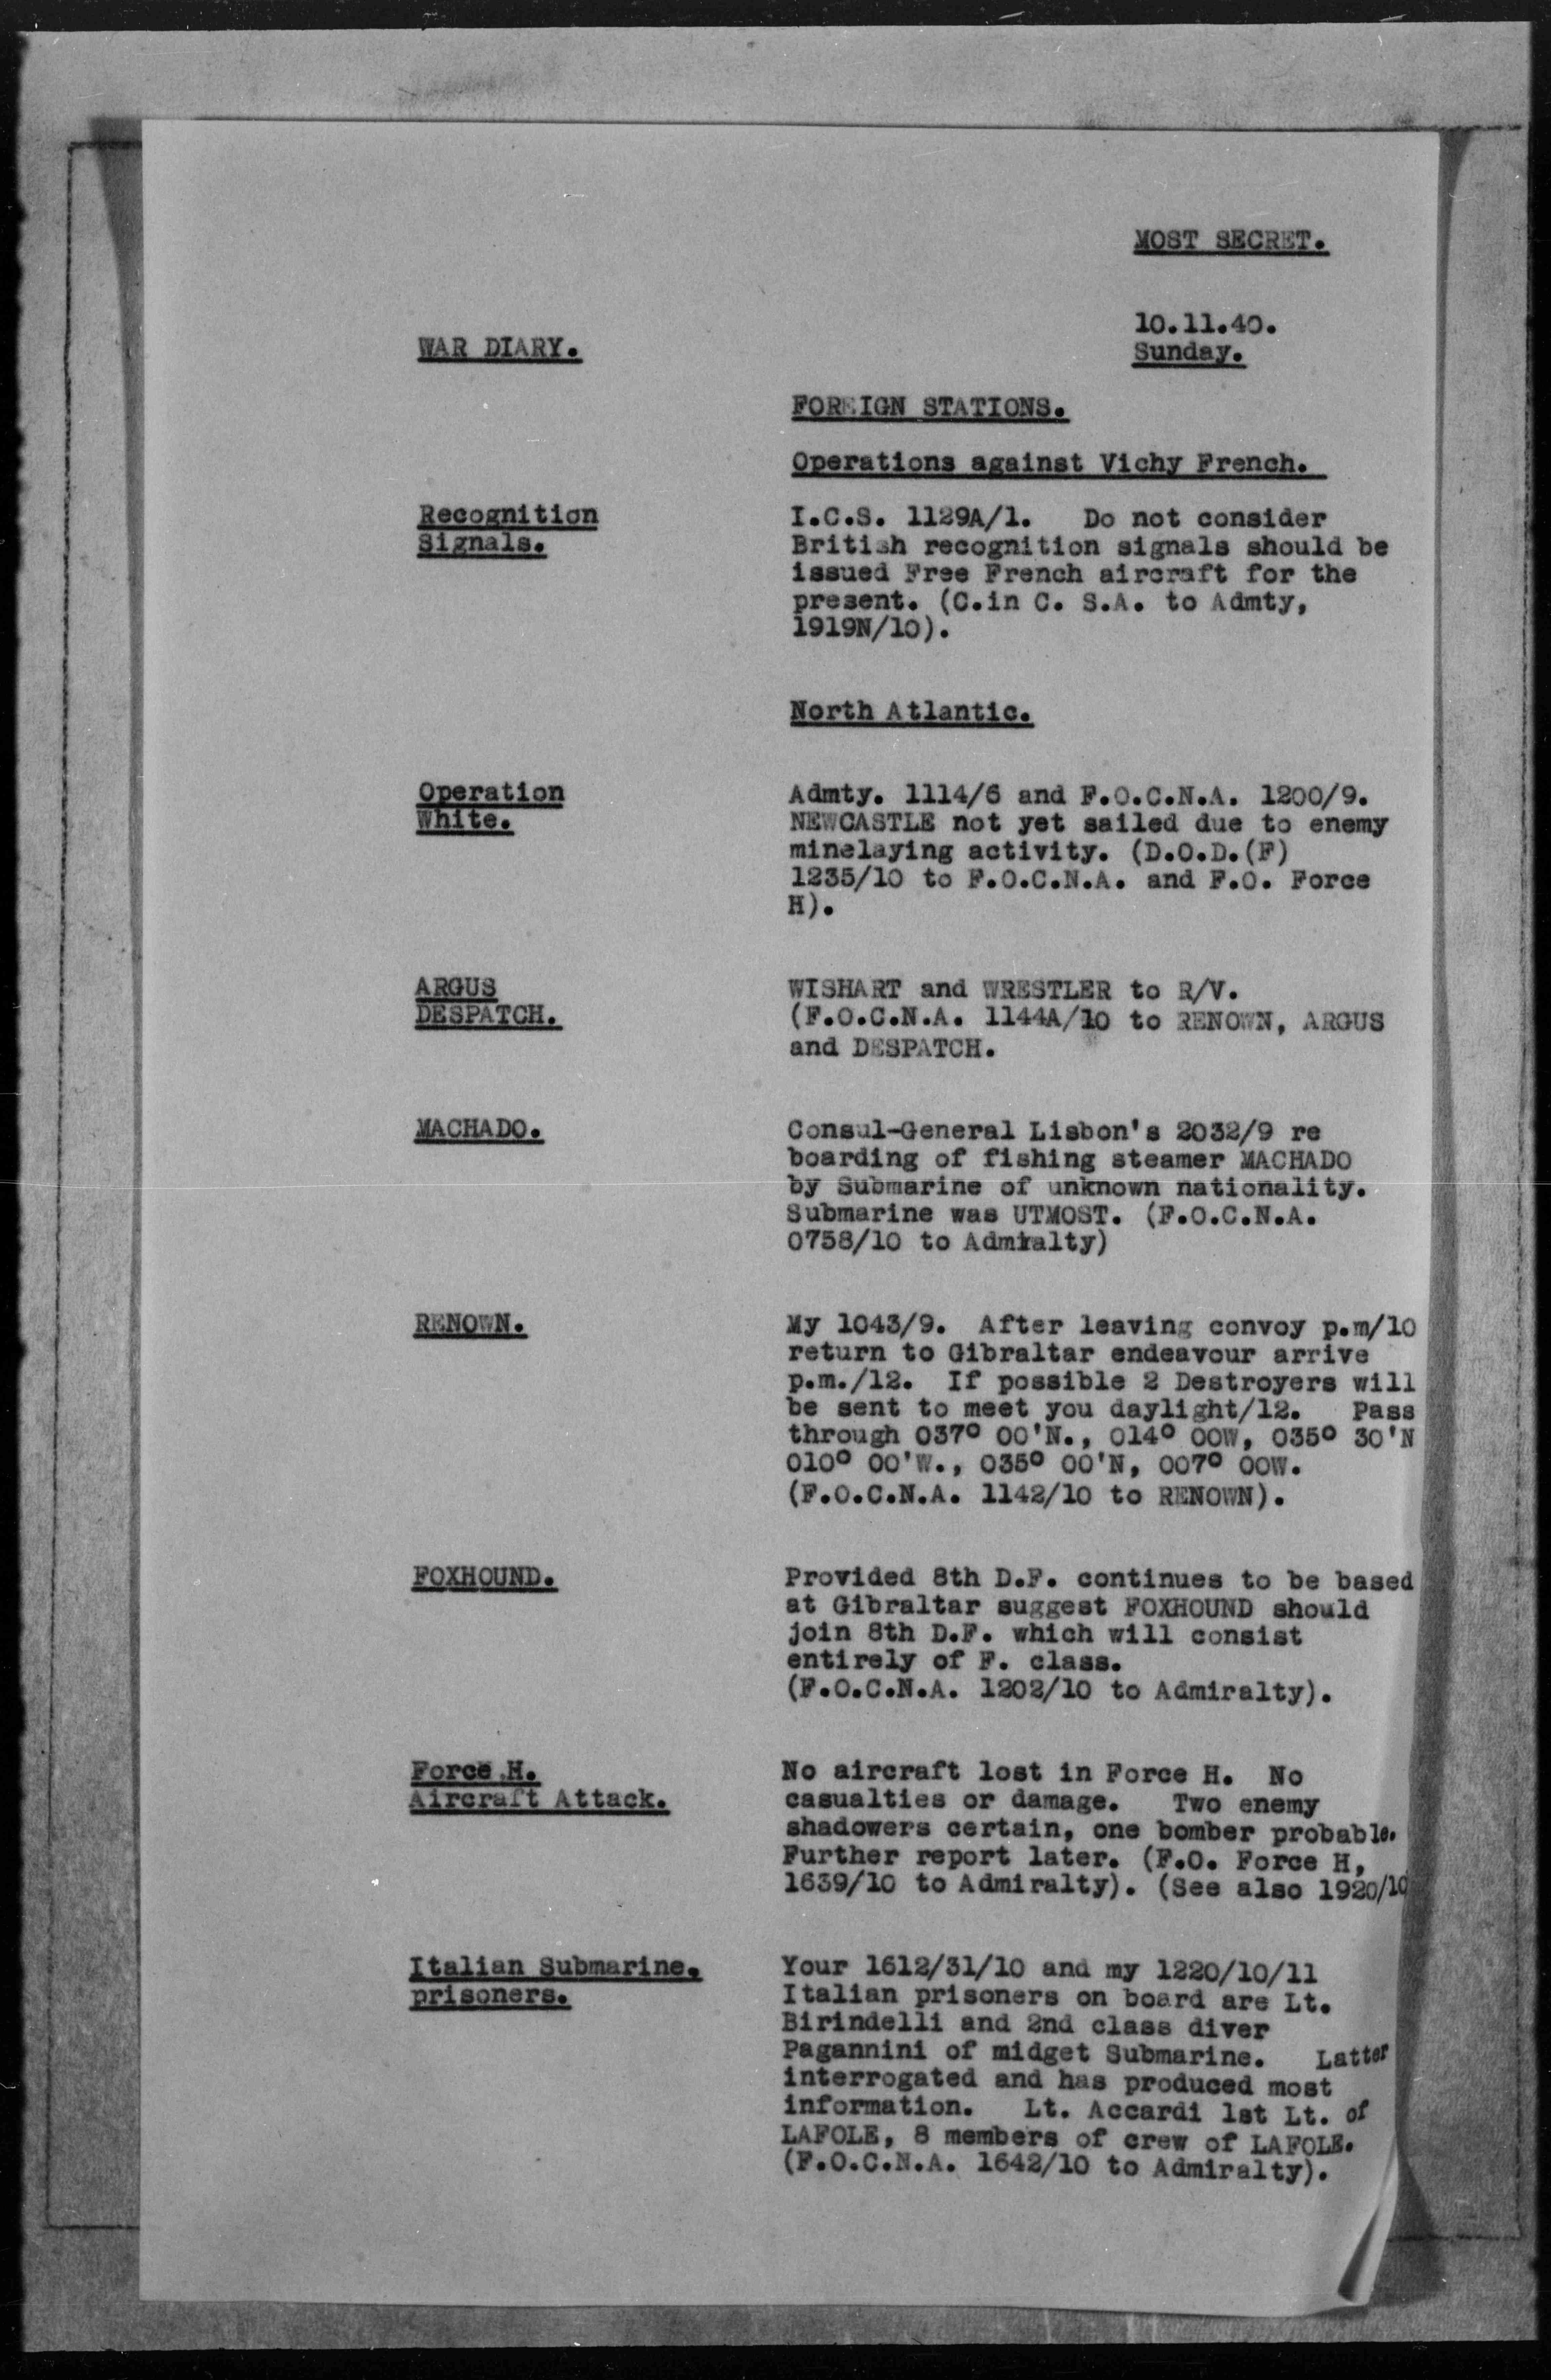 MOST SECRET.
10.11.40.
WAR DIARY.
Sunday.
FOREIGN STATIONS.
Operations against Vichy French.
Recognition
Signals.
I.C.S. 1129A/1. Do not consider
British recognition signals should be
issued Free French aircraft for the
present. (C.in C. S.A. to Admty,
1919N/10).
North Atlantic.
Operation
White.
Admty. 1114/6 and F.O.C.N.A. 1200/9.
NEWCASTLE not yet sailed due to enemy
minelaying activity. (D.O.D.(F)
1235/10 to F.O.C.N.A. and F.O. Force
H).
ARGUS
DESPATCH.
WISHART and WRESTLER to R/V.
(F.O.C.N.A. 1144A/10 to RENOWN, ARGUS
and DESPATCH.
MACHADO.
Consul-General Lisbon's 2032/9 re
boarding of fishing steamer MACHADO
by Submarine of unknown nationality.
Submarine was UTMOST. (F.O.C.N.A.
0758/10 to Admiralty)
RENOWN.
My 1043/9. After leaving convoy p.m/10
return to Gibraltar endeavour arrive
p.m./12. If possible 2 Destroyers will
be sent to meet you daylight/12. Pass
through 037° 00'N., 014° 00W, 035° 30'N
010° 00'W., 035° 00'N, 007° 00W.
(F.O.C.N.A. 1142/10 to RENOWN).
FOXHOUND.
Provided 8th D.F. continues to be based
at Gibraltar suggest FOXHOUND should
join 8th D.F. which will consist
entirely of F. class.
(F.O.C.N.A. 1202/10 to Admiralty).
Force H.
Aircraft Attack.
No aircraft lost in Force H. No
casualties or damage. Two enemy
shadowers certain, one bomber probable.
Further report later. (F.O. Force H,
1639/10 to Admiralty). (See also 1920/10
Italian Submarine.
prisoners.
Your 1612/31/10 and my 1220/10/11
Italian prisoners on board are Lt.
Birindelli and 2nd class diver
Pagannini of midget Submarine. Latter
interrogated and has produced most
information. Lt. Accardi 1st Lt. of
LAFOLE, 8 members of crew of LAFOLE.
(F.O.C.N.A. 1642/10 to Admiralty).